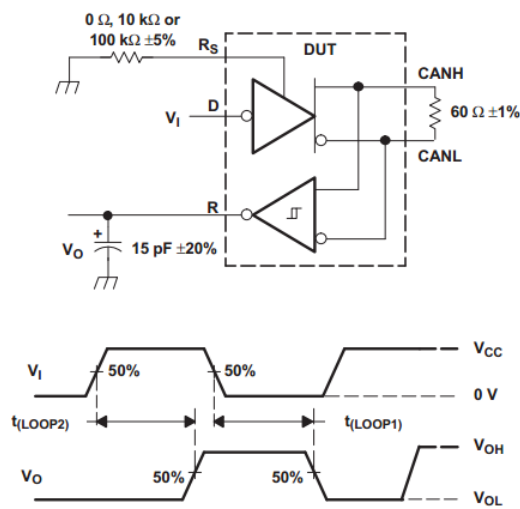 0 Ω, 10 kΩ or
100 kΩ ±5%
RS
DUT
CANH
D
VI
60 Ω ±1%
CANL
R
+
VO
15 pF ±20%
VCC
VI
50%
50%
0 V
t(LOOP2)
t(LOOP1)
VOH
VO
50%
50%
VOL